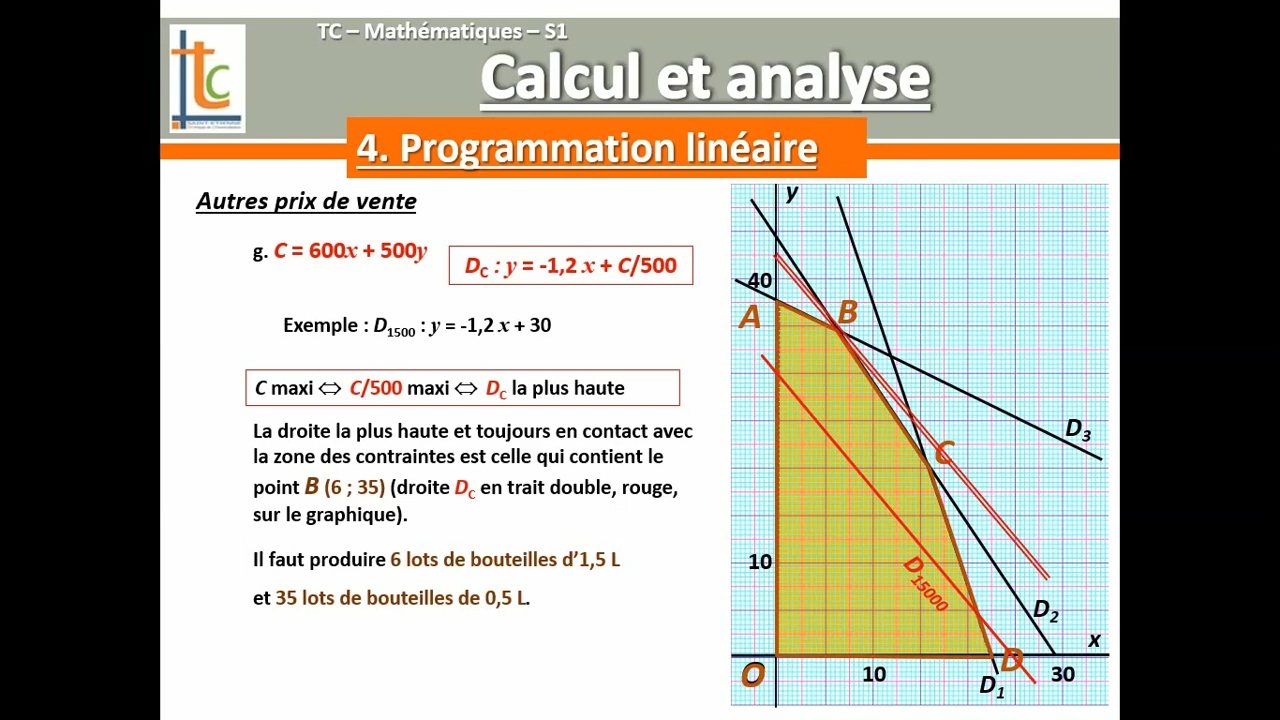 TC – Mathématiques – S1
tc
Calcul et analyse
4. Programmation linéaire
Autres prix de vente
g. C = 600x + 500y
DC : y = -1,2 x + C/500
Exemple : D1500 : y = -1,2 x + 30
C maxi ⇔ C/500 maxi ⇔ DC la plus haute
La droite la plus haute et toujours en contact avec
la zone des contraintes est celle qui contient le
point B (6 ; 35) (droite DC en trait double, rouge,
sur le graphique).
Il faut produire 6 lots de bouteilles d’1,5 L
et 35 lots de bouteilles de 0,5 L.
y
40
A
B
D3
C
10
D15000
D2
x
O
10
D
30
D1